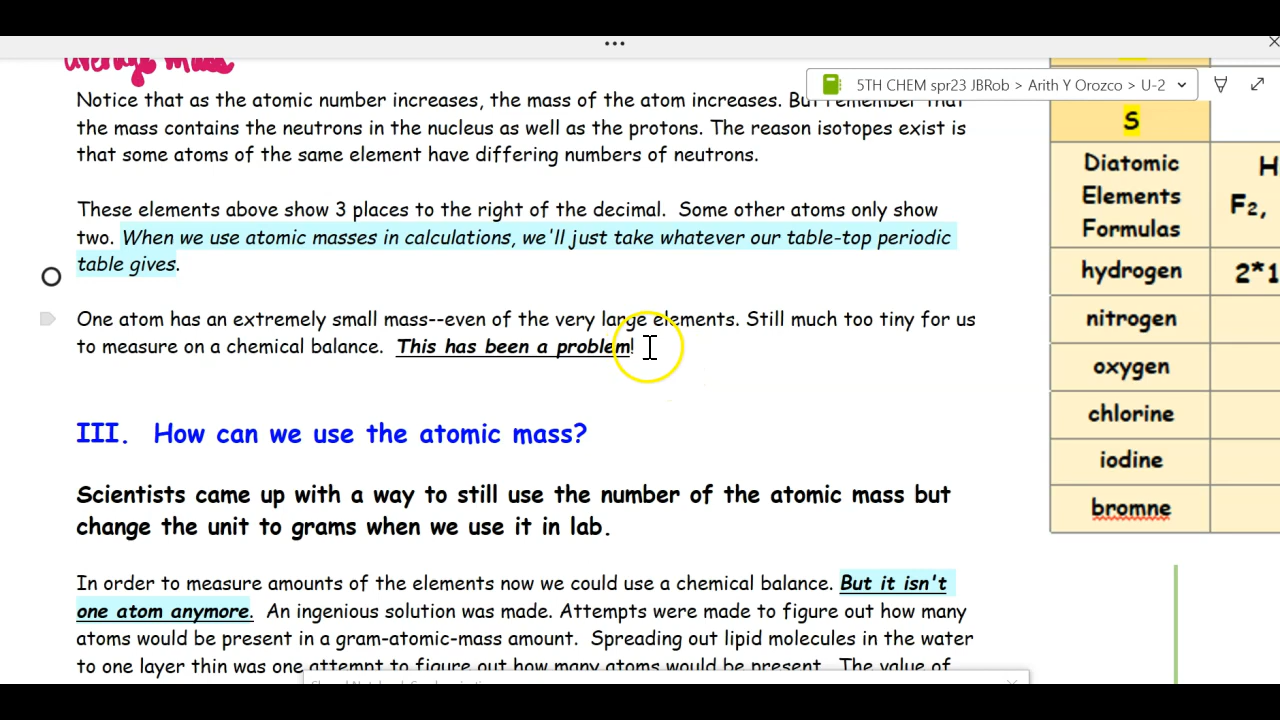 average mass
5TH CHEM spr23 JBRob > Arith Y Orozco > U-2
Notice that as the atomic number increases, the mass of the atom increases. But remember that
the mass contains the neutrons in the nucleus as well as the protons. The reason isotopes exist is
that some atoms of the same element have differing numbers of neutrons.
These elements above show 3 places to the right of the decimal. Some other atoms only show
two. When we use atomic masses in calculations, we'll just take whatever our table-top periodic
table gives.
One atom has an extremely small mass--even of the very large elements. Still much too tiny for us
to measure on a chemical balance. This has been a problem!
III. How can we use the atomic mass?
Scientists came up with a way to still use the number of the atomic mass but
change the unit to grams when we use it in lab.
In order to measure amounts of the elements now we could use a chemical balance. But it isn't
one atom anymore. An ingenious solution was made. Attempts were made to figure out how many
atoms would be present in a gram-atomic-mass amount. Spreading out lipid molecules in the water
to one layer thin was one attempt to figure out how many atoms would be present. The value of
S
Diatomic
Elements
Formulas
H
F2,
hydrogen
2*1
nitrogen
oxygen
chlorine
iodine
bromne